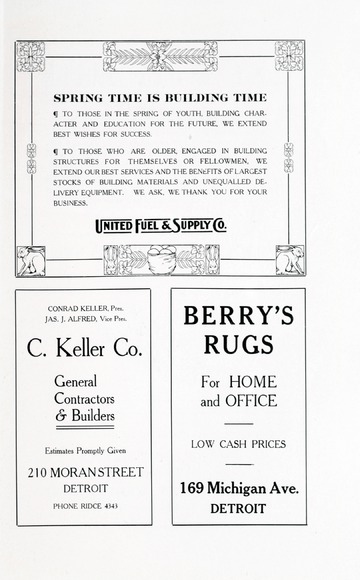 SPRING TIME IS BUILDING TIME
¶ TO THOSE IN THE SPRING OF YOUTH, BUILDING CHAR-
ACTER AND EDUCATION FOR THE FUTURE, WE EXTEND
BEST WISHES FOR SUCCESS.
¶ TO THOSE WHO ARE OLDER, ENGAGED IN BUILDING
STRUCTURES FOR THEMSELVES OR FELLOWMEN, WE
EXTEND OUR BEST SERVICES AND THE BENEFITS OF LARGEST
STOCKS OF BUILDING MATERIALS AND UNEQUALLED DE-
LIVERY EQUIPMENT. WE ASK, WE THANK YOU FOR YOUR
BUSINESS.
UNITED FUEL & SUPPLY CO.
CONRAD KELLER, Pres.
JAS. J. ALFRED, Vice Pres.
C. Keller Co.
General
Contractors
& Builders
Estimates Promptly Given
210 MORAN STREET
DETROIT
PHONE RIDGE 4343
BERRY'S
RUGS
For HOME
and OFFICE
LOW CASH PRICES
169 Michigan Ave.
DETROIT